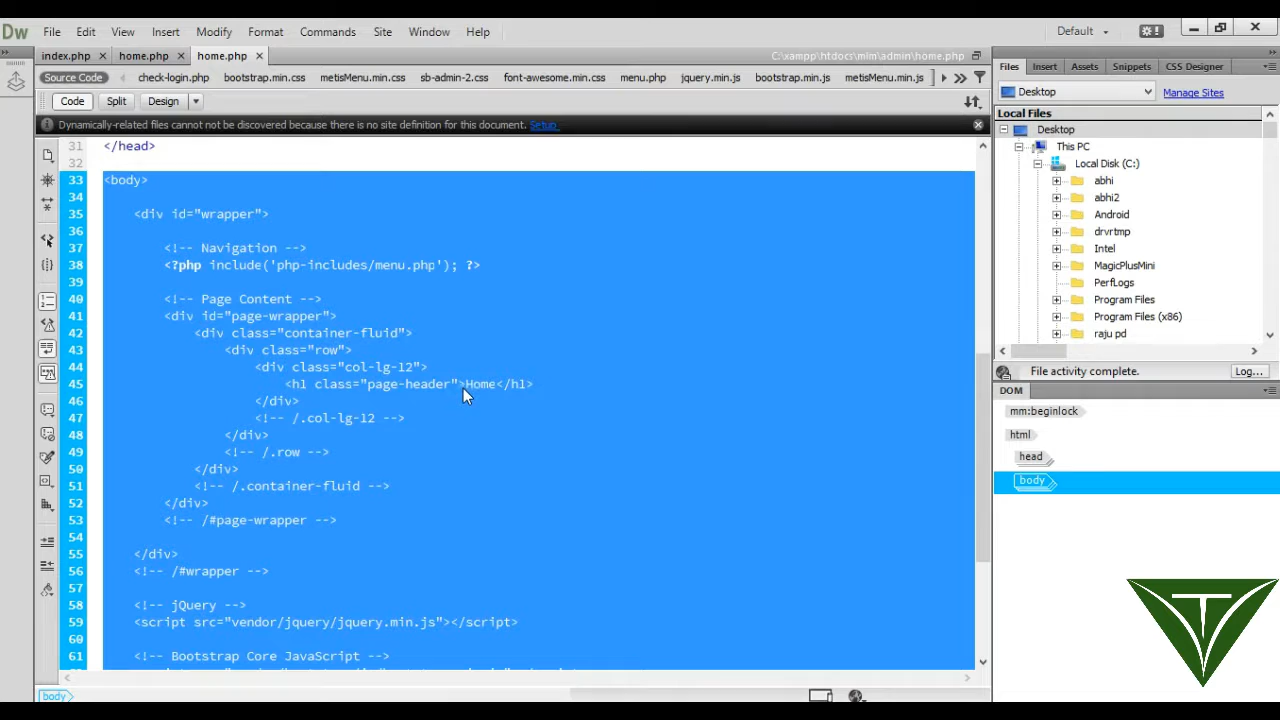 Dw File Edit View Insert Modify Format Commands Site Window Help Default
index.php home.php home.php C:\xampp\htdocs\mlm\admin\home.php
Source Code check-login.php bootstrap.min.css metisMenu.min.css sb-admin-2.css font-awesome.min.css menu.php jquery.min.js bootstrap.min.js metisMenu.min.js
Code Split Design
Dynamically-related files cannot not be discovered because there is no site definition for this document. Setup
31 </head>
32
33 <body>
34
35 <div id="wrapper">
36
37 <!-- Navigation -->
38 <?php include('php-includes/menu.php'); ?>
39
40 <!-- Page Content -->
41 <div id="page-wrapper">
42 <div class="container-fluid">
43 <div class="row">
44 <div class="col-lg-12">
45 <h1 class="page-header">Home</h1>
46 </div>
47 <!-- /.col-lg-12 -->
48 </div>
49 <!-- /.row -->
50 </div>
51 <!-- /.container-fluid -->
52 </div>
53 <!-- /#page-wrapper -->
54
55 </div>
56 <!-- /#wrapper -->
57
58 <!-- jQuery -->
59 <script src="vendor/jquery/jquery.min.js"></script>
60
61 <!-- Bootstrap Core JavaScript -->
body
Files Insert Assets Snippets CSS Designer
Desktop Manage Sites
Local Files
Desktop
This PC
Local Disk (C:)
abhi
abhi2
Android
drvrtmp
Intel
MagicPlusMini
PerfLogs
Program Files
Program Files (x86)
raju pd
File activity complete. Log...
DOM
mm:beginlock
html
head
body